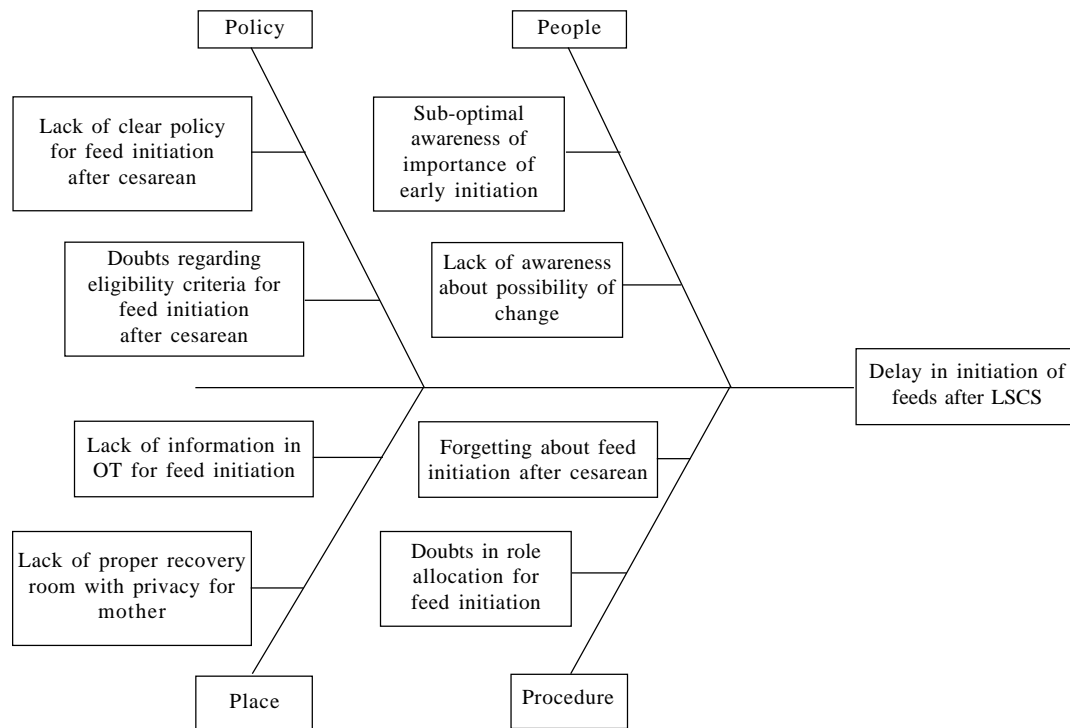 Policy
People
Lack of clear policy
for feed initiation
after cesarean
Sub-optimal
awareness of
importance of
early initiation
Doubts regarding
eligibility criteria for
feed initiation
after cesarean
Lack of awareness
about possibility of
change
Delay in initiation of
feeds after LSCS
Lack of information in
OT for feed initiation
Forgetting about feed
initiation after cesarean
Lack of proper recovery
room with privacy for
mother
Doubts in role
allocation for
feed initiation
Place
Procedure